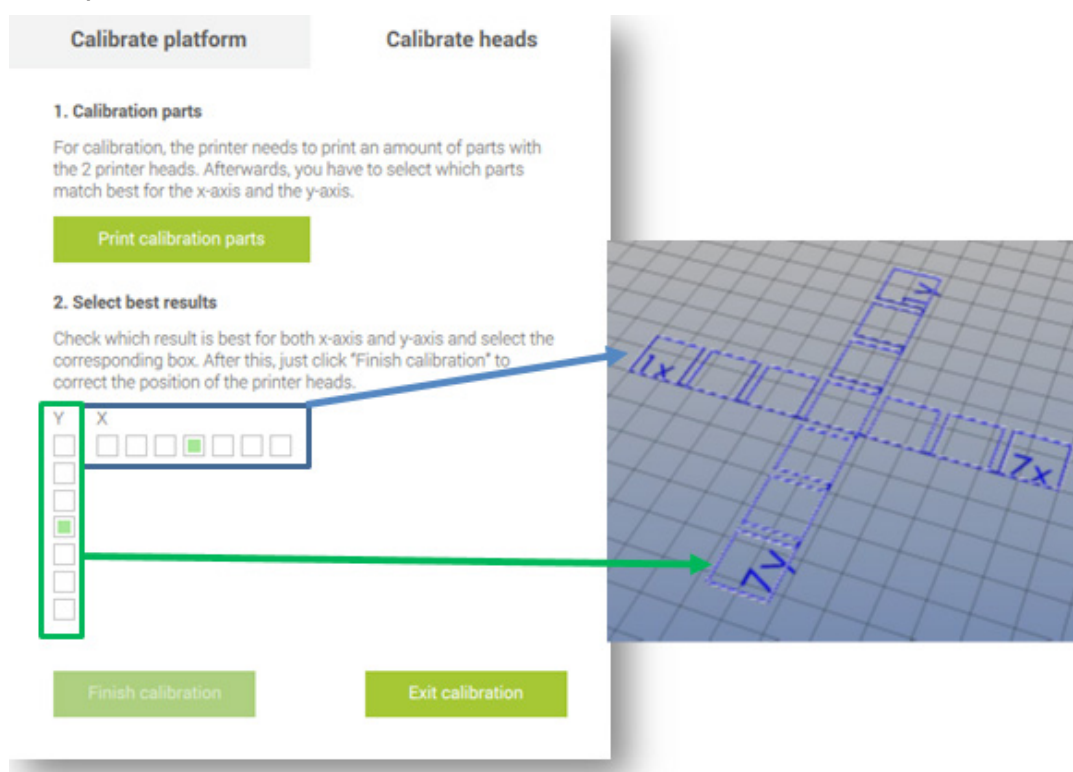 Calibrate platform
Calibrate heads
1. Calibration parts
For calibration, the printer needs to print an amount of parts with
the 2 printer heads. Afterwards, you have to select which parts
match best for the x-axis and the y-axis.
Print calibration parts
2. Select best results
Check which result is best for both x-axis and y-axis and select the
corresponding box. After this, just click "Finish calibration" to
correct the position of the printer heads.
Y X
Finish calibration
Exit calibration
1y
1x
7x
7y